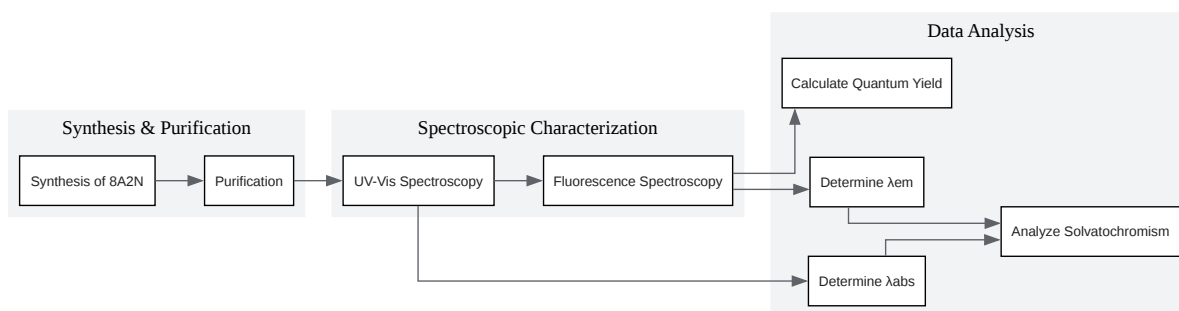 Data Analysis
Calculate Quantum Yield
Synthesis & Purification
Spectroscopic Characterization
Synthesis of 8A2N
Purification
UV-Vis Spectroscopy
Fluorescence Spectroscopy
Determine λem
Analyze Solvatochromism
Determine λabs